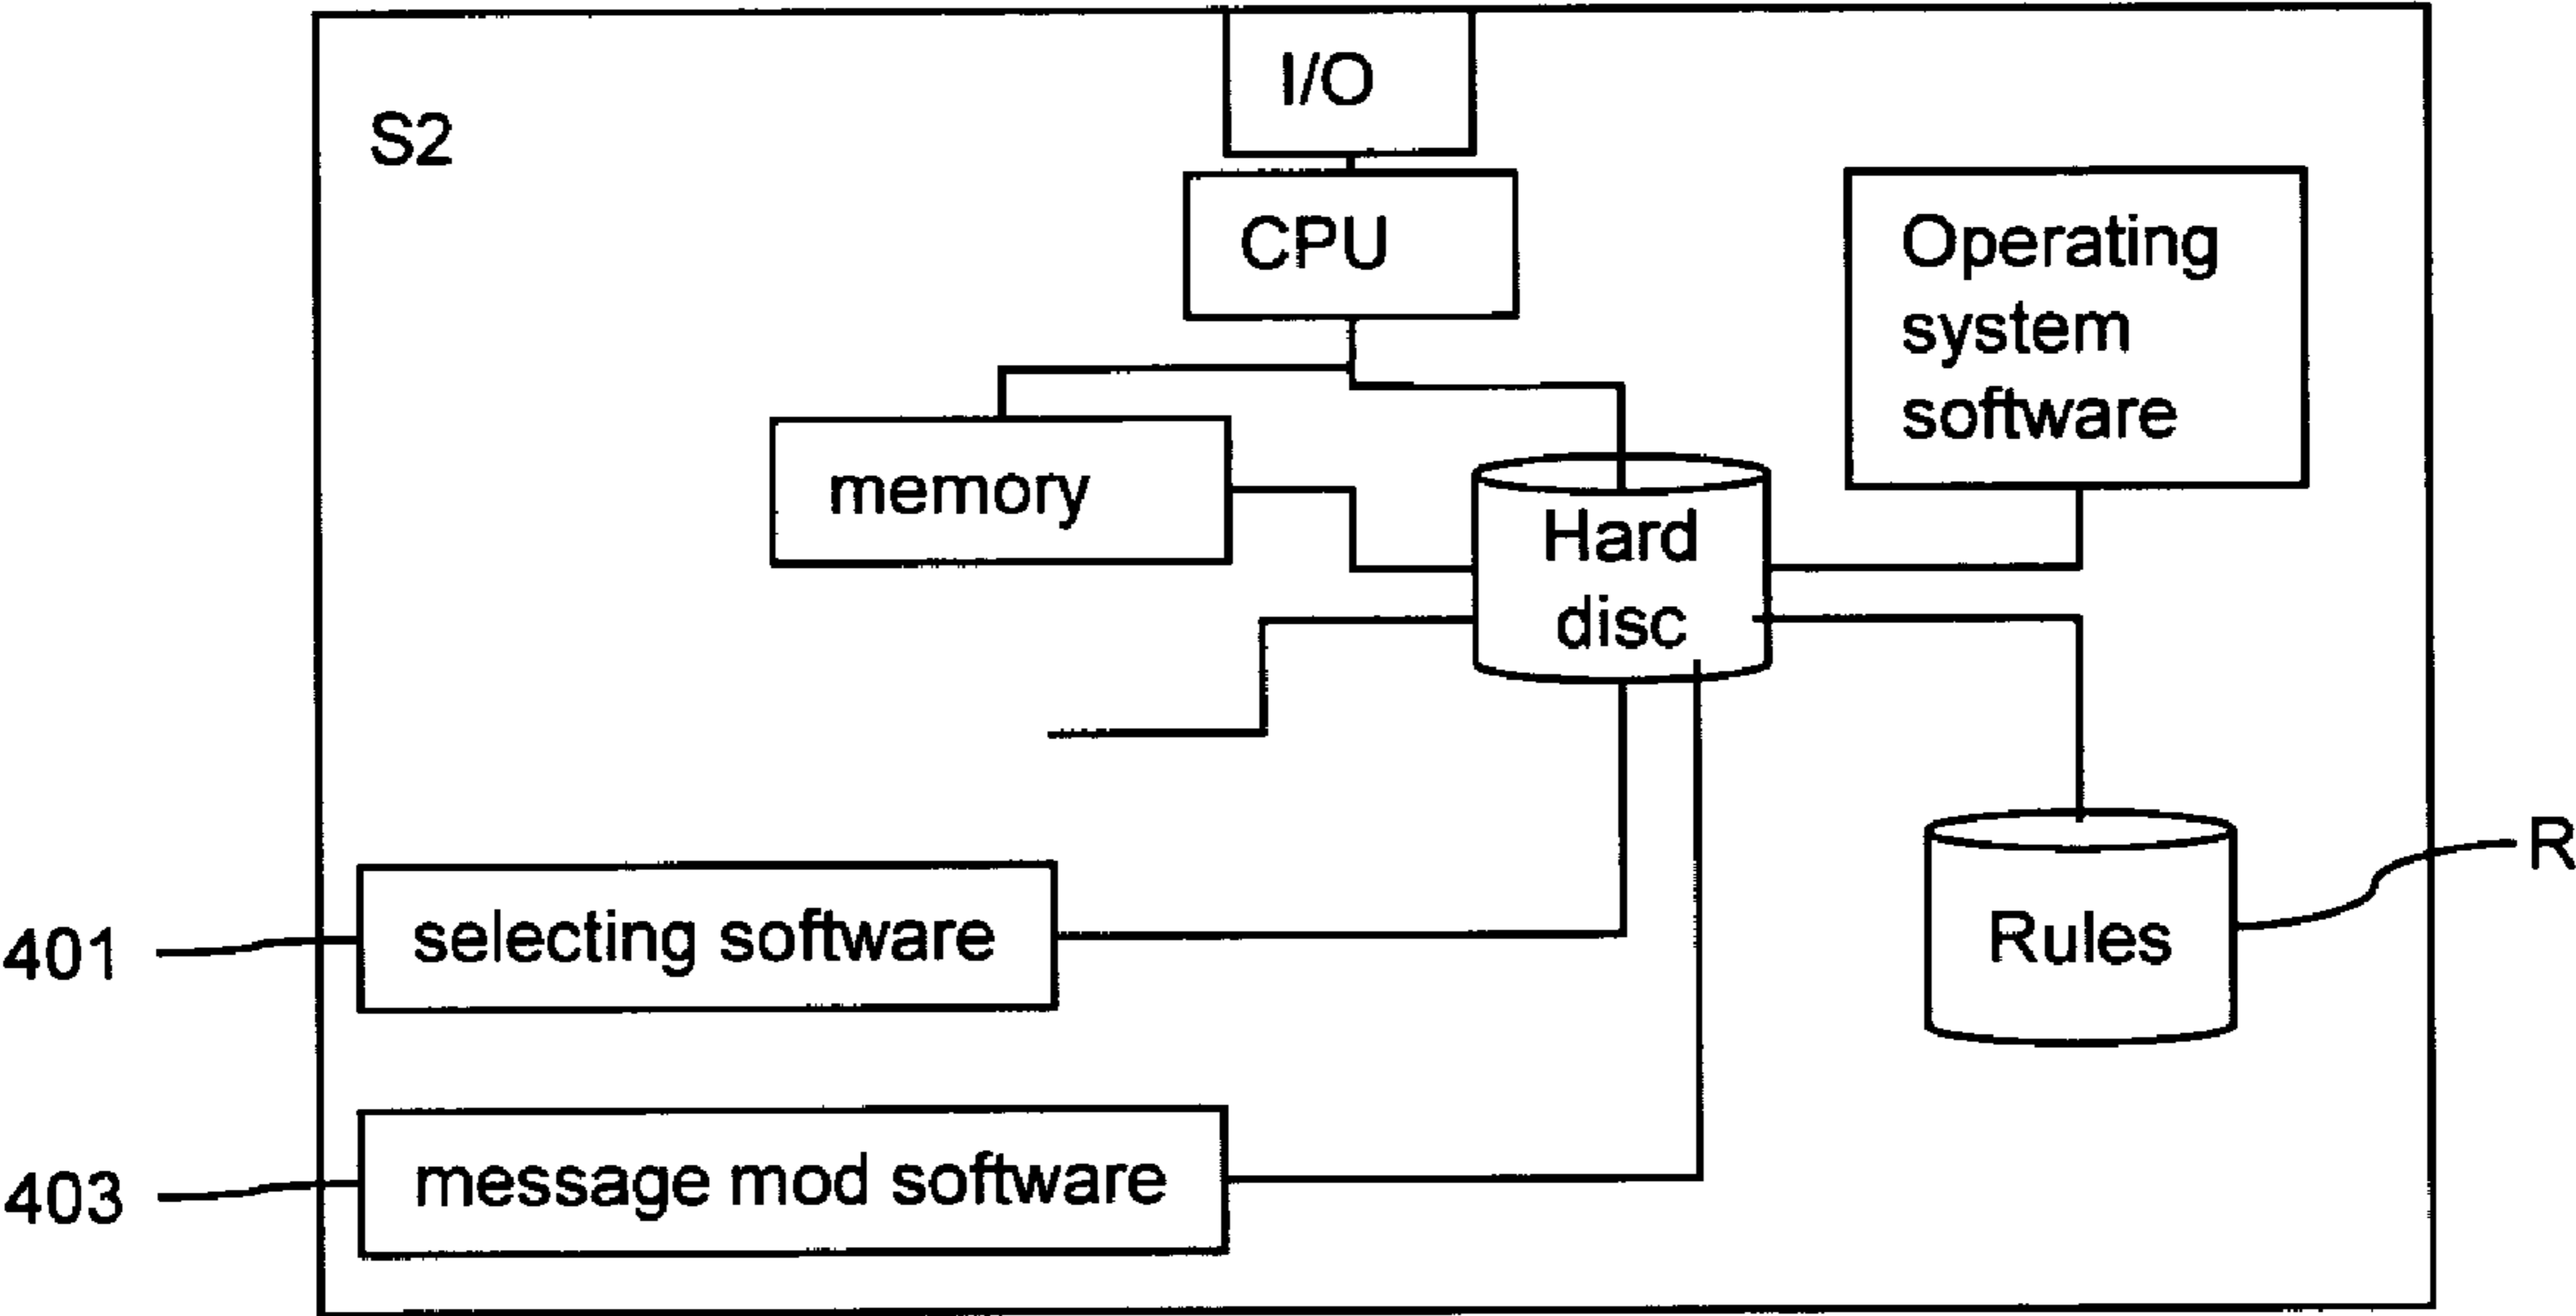 I/O
S2
CPU
Operating
system
software
memory
Hard
disc
R
401
selecting software
Rules
403
message mod software